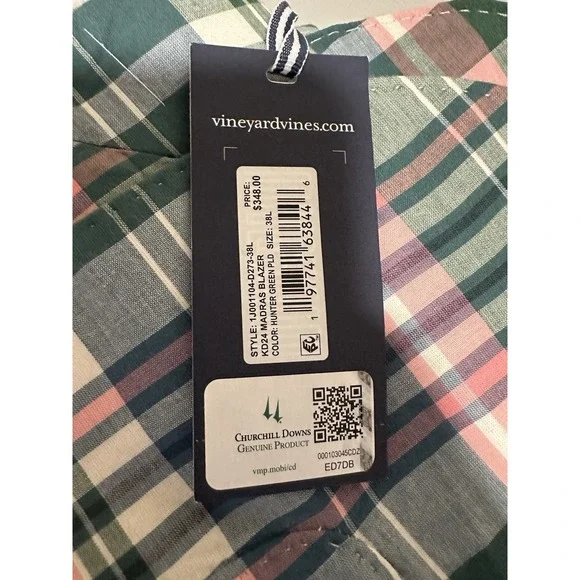 vineyardvines.com
STYLE: 1J001104-D273-38L
KD24 MADRAS BLAZER
COLOR: HUNTER GREEN PLD SIZE: 38L
PRICE:
$348.00
1 97741 63844 6
CHURCHILL DOWNS
GENUINE PRODUCT
vmp.mobi/cd
000103045CDZ
ED7DB